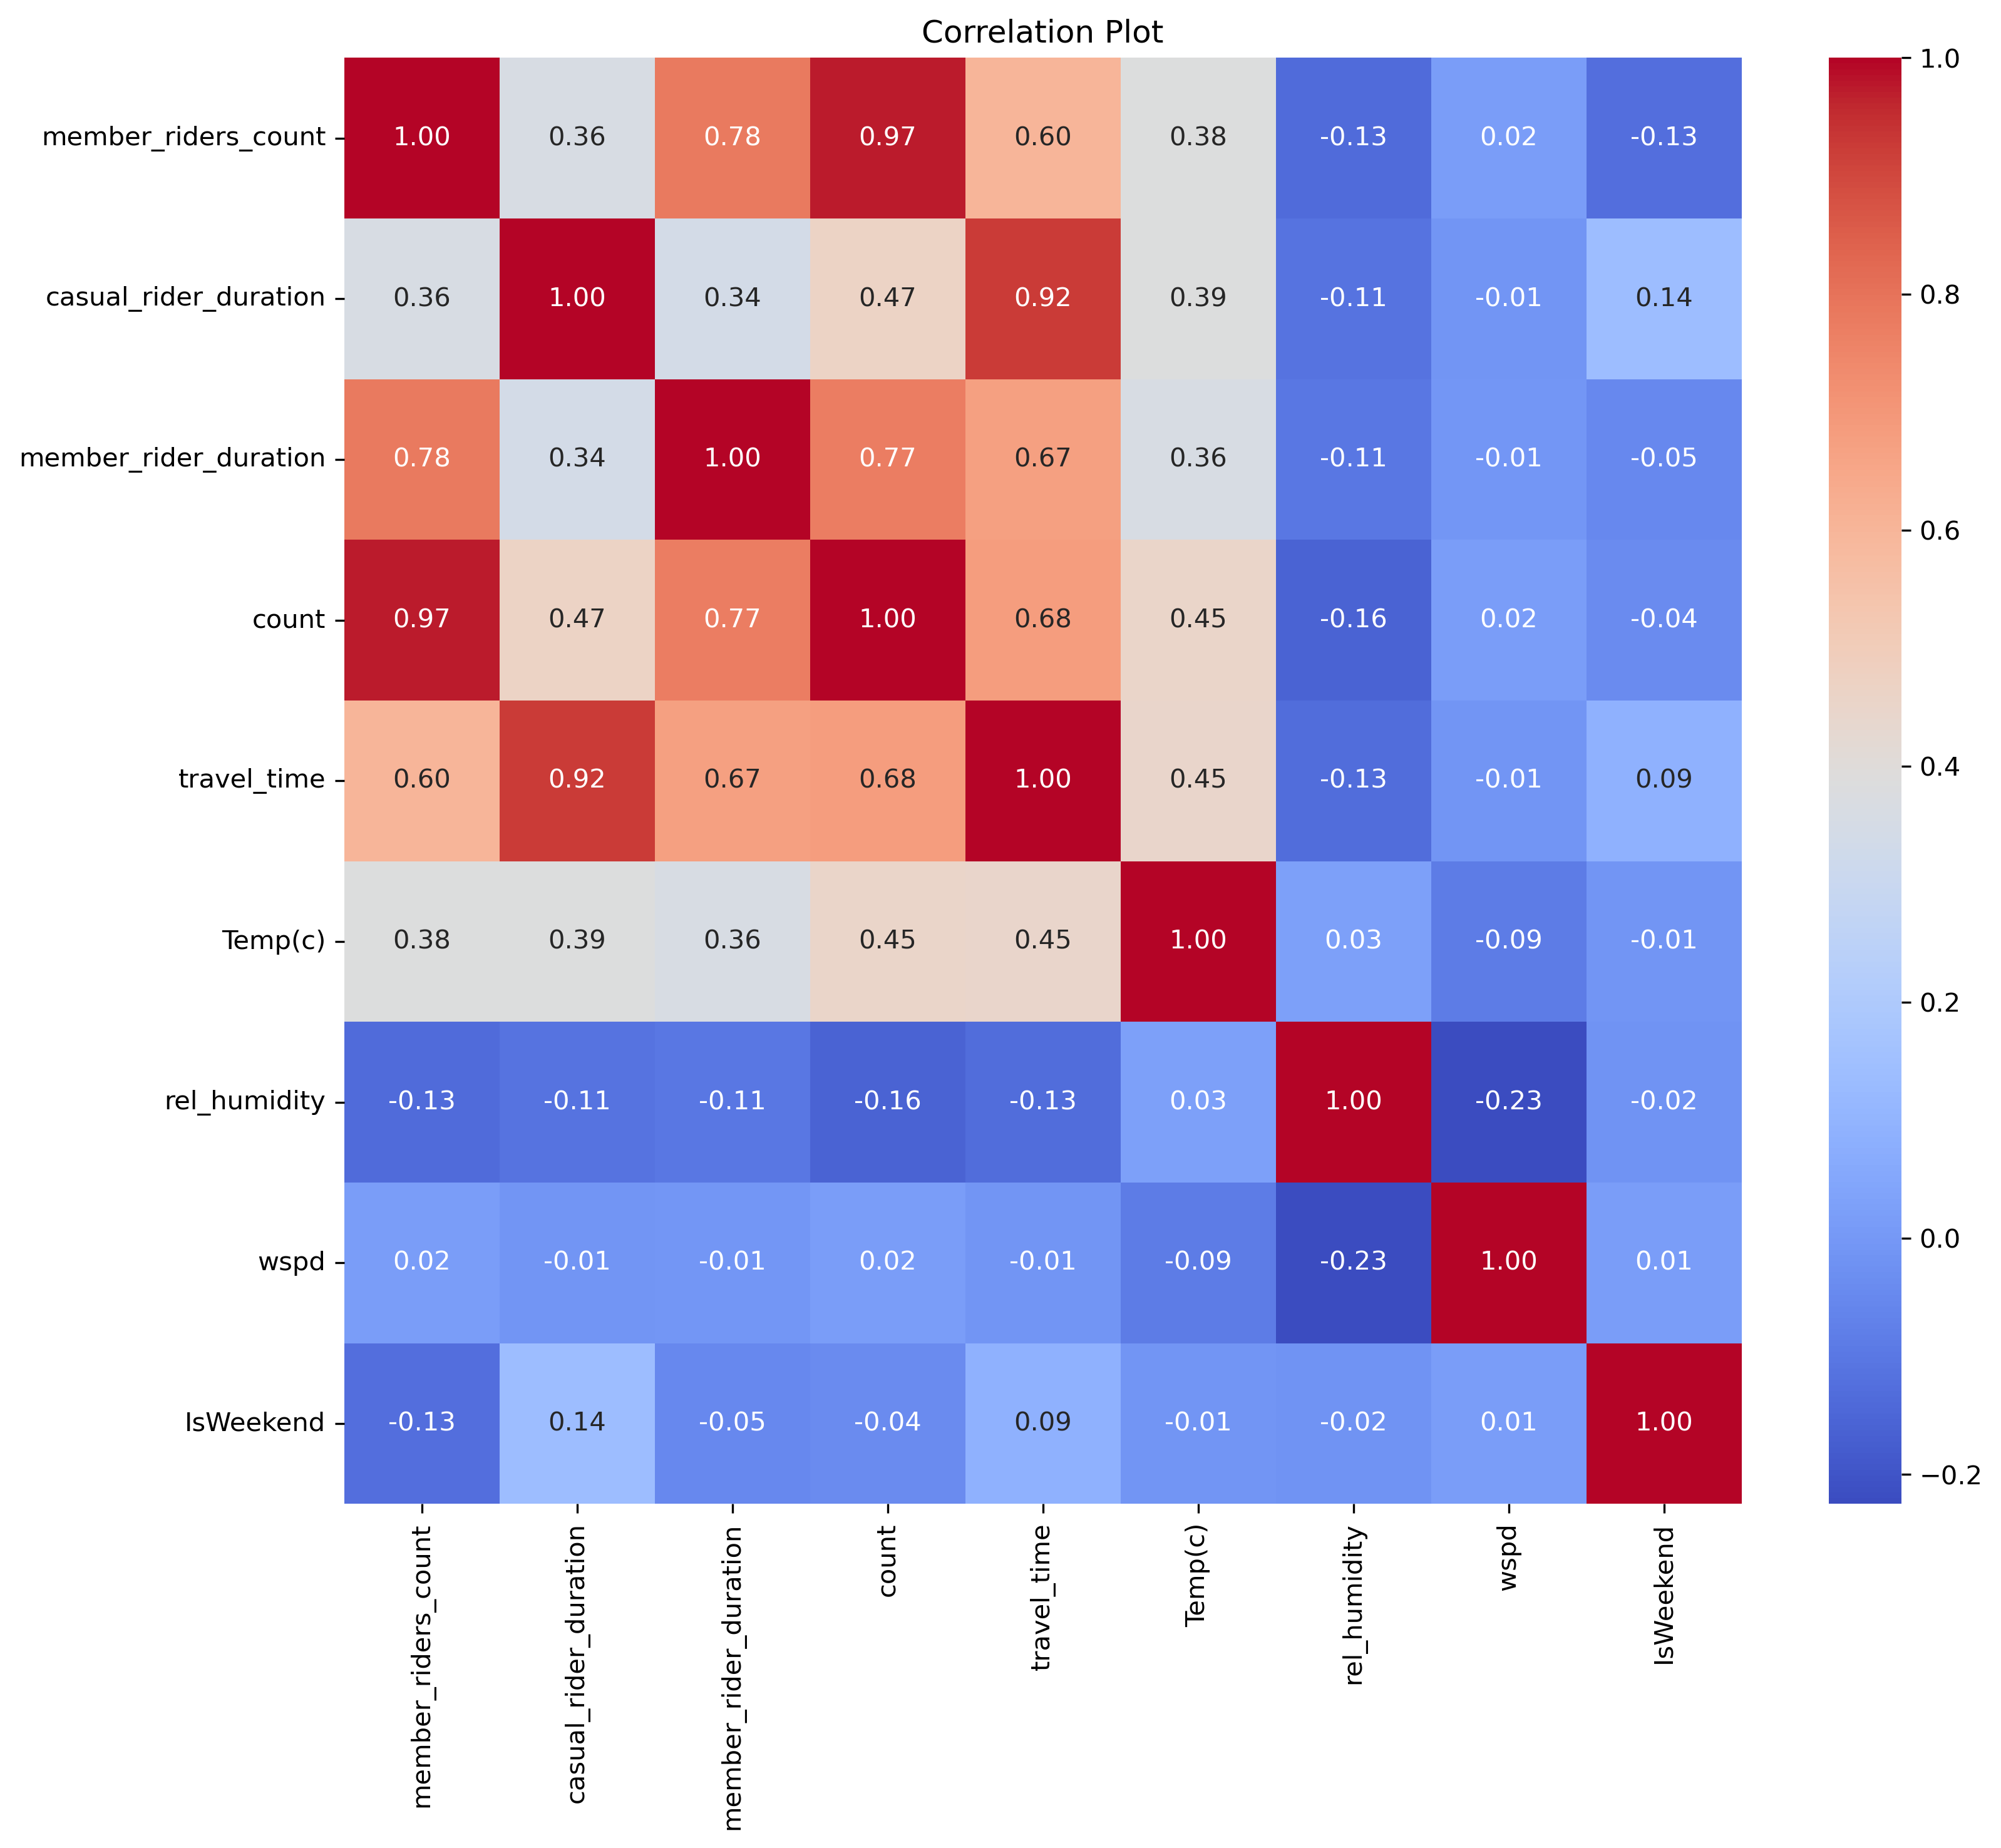 Correlation Plot
member_riders_count 1.00 0.36 0.78 0.97 0.60 0.38 -0.13 0.02 -0.13
casual_rider_duration 0.36 1.00 0.34 0.47 0.92 0.39 -0.11 -0.01 0.14
member_rider_duration 0.78 0.34 1.00 0.77 0.67 0.36 -0.11 -0.01 -0.05
count 0.97 0.47 0.77 1.00 0.68 0.45 -0.16 0.02 -0.04
travel_time 0.60 0.92 0.67 0.68 1.00 0.45 -0.13 -0.01 0.09
Temp(c) 0.38 0.39 0.36 0.45 0.45 1.00 0.03 -0.09 -0.01
rel_humidity -0.13 -0.11 -0.11 -0.16 -0.13 0.03 1.00 -0.23 -0.02
wspd 0.02 -0.01 -0.01 0.02 -0.01 -0.09 -0.23 1.00 0.01
IsWeekend -0.13 0.14 -0.05 -0.04 0.09 -0.01 -0.02 0.01 1.00
member_riders_count
casual_rider_duration
member_rider_duration
count
travel_time
Temp(c)
rel_humidity
wspd
IsWeekend
1.0
0.8
0.6
0.4
0.2
0.0
−0.2